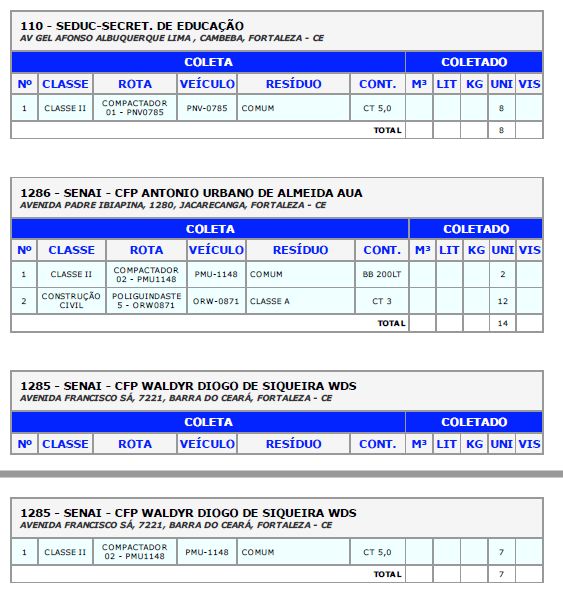 110 - SEDUC-SECRET. DE EDUCAÇÃO
AV GEL AFONSO ALBUQUERQUE LIMA , CAMBEBA, FORTALEZA - CE
COLETA COLETADO
Nº CLASSE ROTA VEÍCULO RESÍDUO CONT. M³ LIT KG UNI VIS
1 CLASSE II COMPACTADOR 01 - PNV0785 PNV-0785 COMUM CT 5,0 8
TOTAL 8
1286 - SENAI - CFP ANTONIO URBANO DE ALMEIDA AUA
AVENIDA PADRE IBIAPINA, 1280, JACARECANGA, FORTALEZA - CE
COLETA COLETADO
Nº CLASSE ROTA VEÍCULO RESÍDUO CONT. M³ LIT KG UNI VIS
1 CLASSE II COMPACTADOR 02 - PMU1148 PMU-1148 COMUM BB 200LT 2
2 CONSTRUÇÃO CIVIL POLIGUINDASTE 5 - ORW0871 ORW-0871 CLASSE A CT 3 12
TOTAL 14
1285 - SENAI - CFP WALDYR DIOGO DE SIQUEIRA WDS
AVENIDA FRANCISCO SÁ, 7221, BARRA DO CEARÁ, FORTALEZA - CE
COLETA COLETADO
Nº CLASSE ROTA VEÍCULO RESÍDUO CONT. M³ LIT KG UNI VIS
1285 - SENAI - CFP WALDYR DIOGO DE SIQUEIRA WDS
AVENIDA FRANCISCO SÁ, 7221, BARRA DO CEARÁ, FORTALEZA - CE
1 CLASSE II COMPACTADOR 02 - PMU1148 PMU-1148 COMUM CT 5,0 7
TOTAL 7